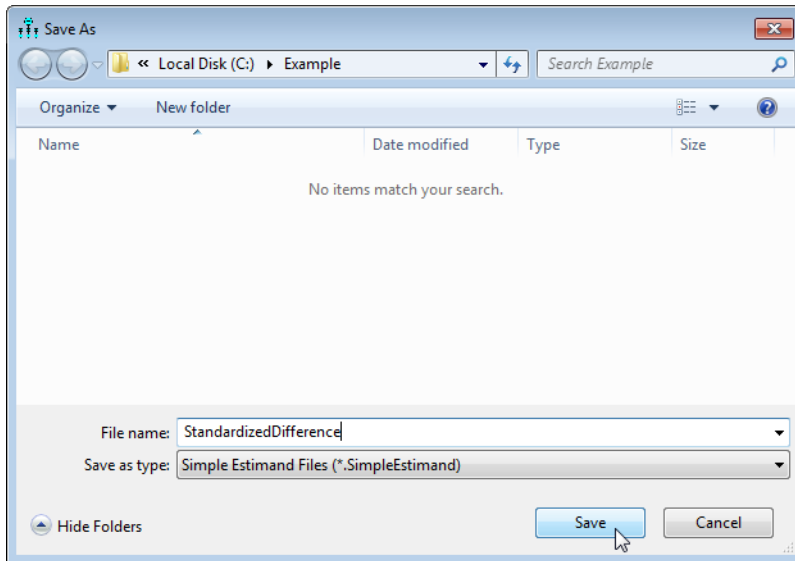 Save As
« Local Disk (C:) ▸ Example
Search Example
Organize
New folder
Name
Date modified
Type
Size
No items match your search.
File name: StandardizedDifference
Save as type: Simple Estimand Files (*.SimpleEstimand)
Hide Folders
Save
Cancel